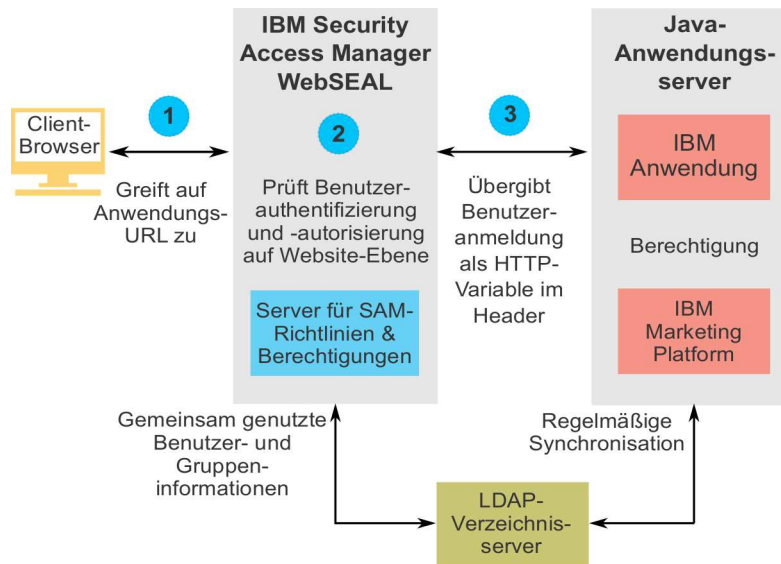 IBM Security
Access Manager
WebSEAL
Java-
Anwendungs-
server
Client-
Browser
1
Greift auf
Anwendungs-
URL zu
2
Prüft Benutzer-
authentifizierung
und -autorisierung
auf Website-Ebene
Server für SAM-
Richtlinien &
Berechtigungen
3
Übergibt
Benutzer-
anmeldung
als HTTP-
Variable im
Header
IBM
Anwendung
Berechtigung
IBM
Marketing
Platform
Gemeinsam genutzte
Benutzer- und
Gruppen-
informationen
Regelmäßige
Synchronisation
LDAP-
Verzeichnis-
server